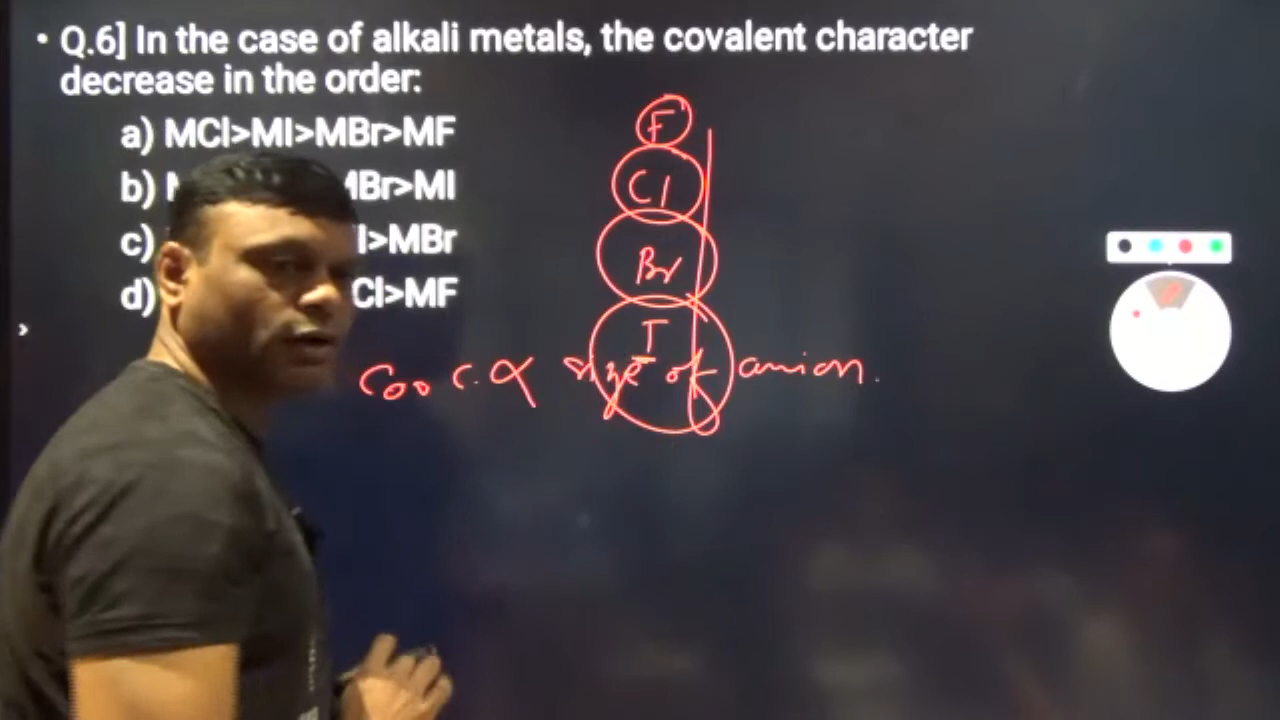 • Q.6] In the case of alkali metals, the covalent character
decrease in the order:
a) MCl>MI>MBr>MF
b) MBr>MI
c) >MBr
d) Cl>MF
F
Cl
Br
I
size of anion.